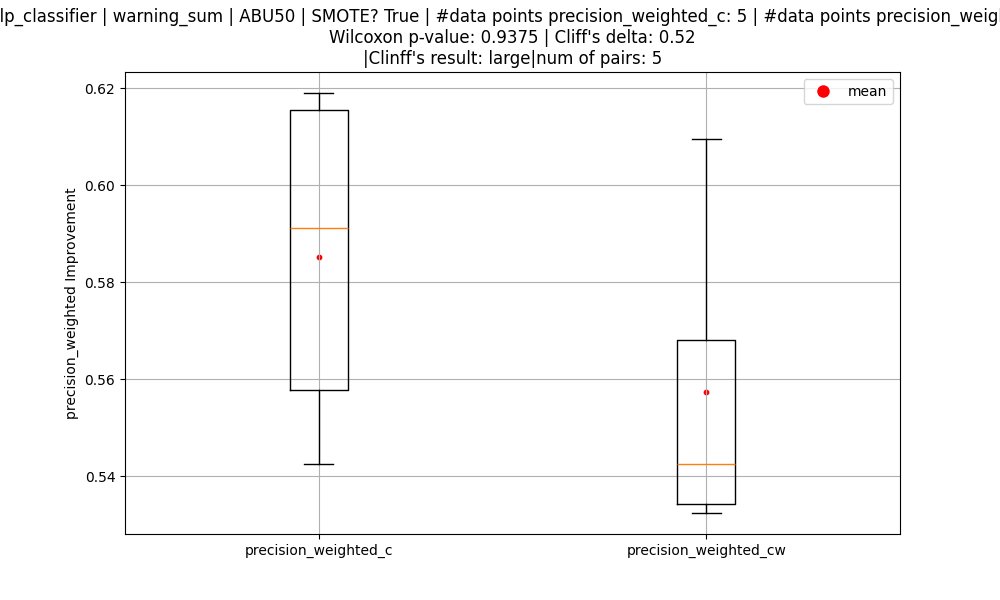 lp_classifier | warning_sum | ABU50 | SMOTE? True | #data points precision_weighted_c: 5 | #data points precision_weig
Wilcoxon p-value: 0.9375 | Cliff's delta: 0.52
|Clinff's result: large|num of pairs: 5
mean
0.62
0.60
0.58
0.56
0.54
precision_weighted Improvement
precision_weighted_c
precision_weighted_cw